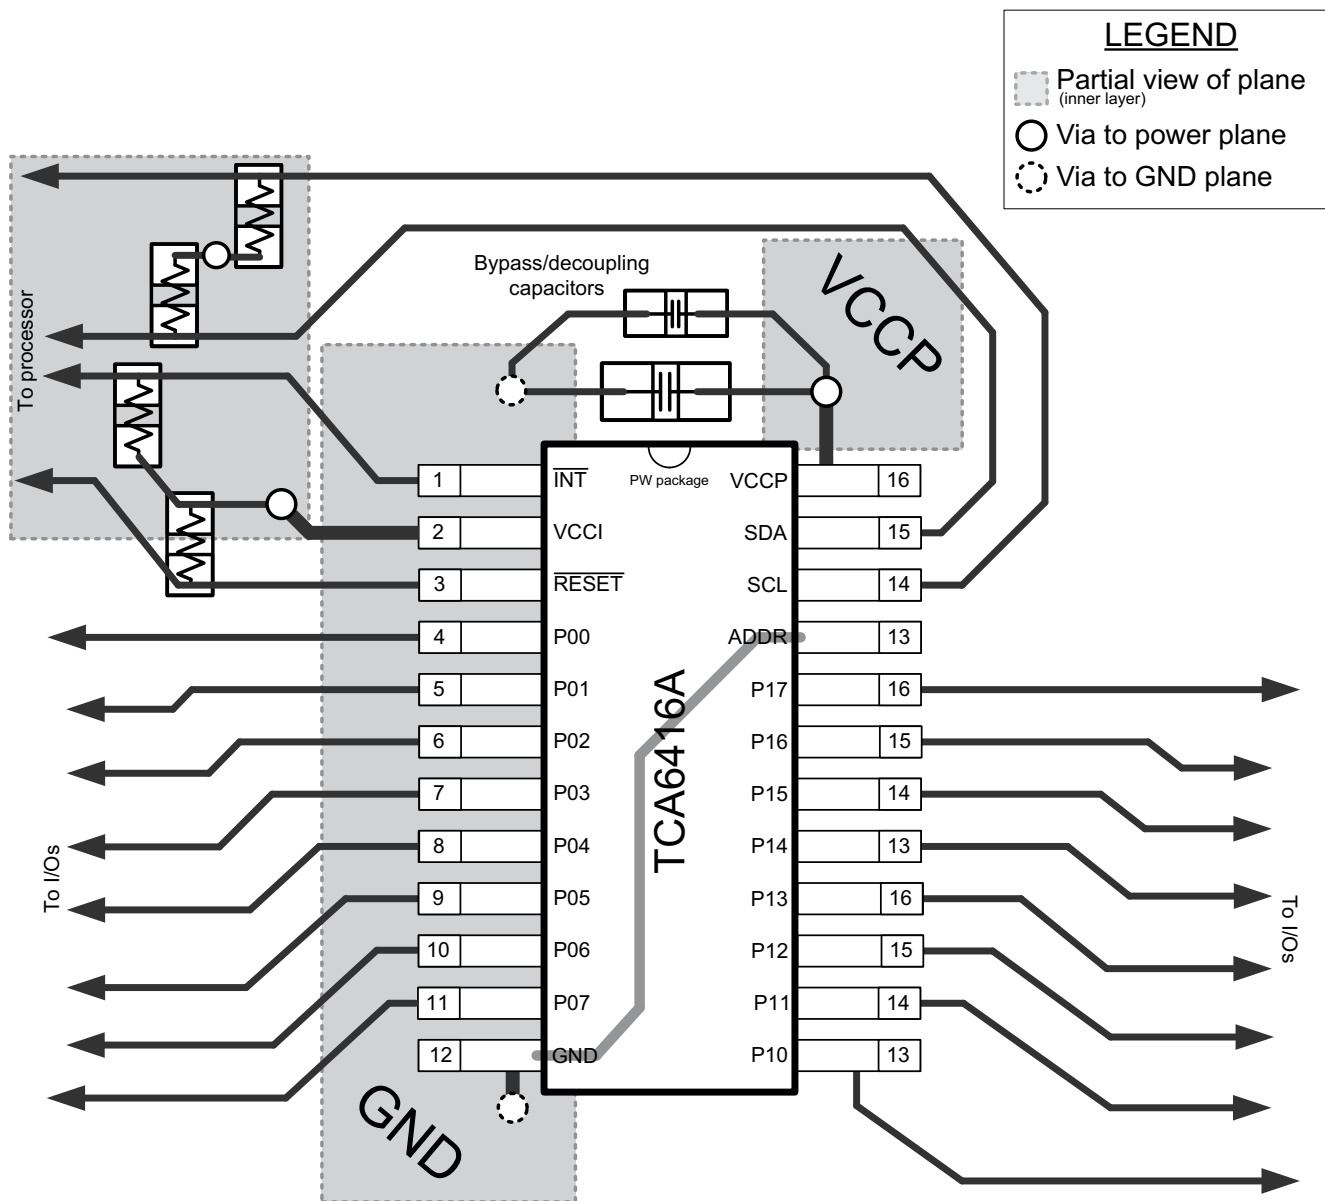 LEGEND
Partial view of plane
(inner layer)
Via to power plane
Via to GND plane
To processor
Bypass/decoupling
capacitors
VCCP
PW package
TCA6416A
1 INT
2 VCCI
3 RESET
4 P00
5 P01
6 P02
7 P03
8 P04
9 P05
10 P06
11 P07
12 GND
VCCP 16
SDA 15
SCL 14
ADDR 13
P17 16
P16 15
P15 14
P14 13
P13 16
P12 15
P11 14
P10 13
To I/Os
To I/Os
GND